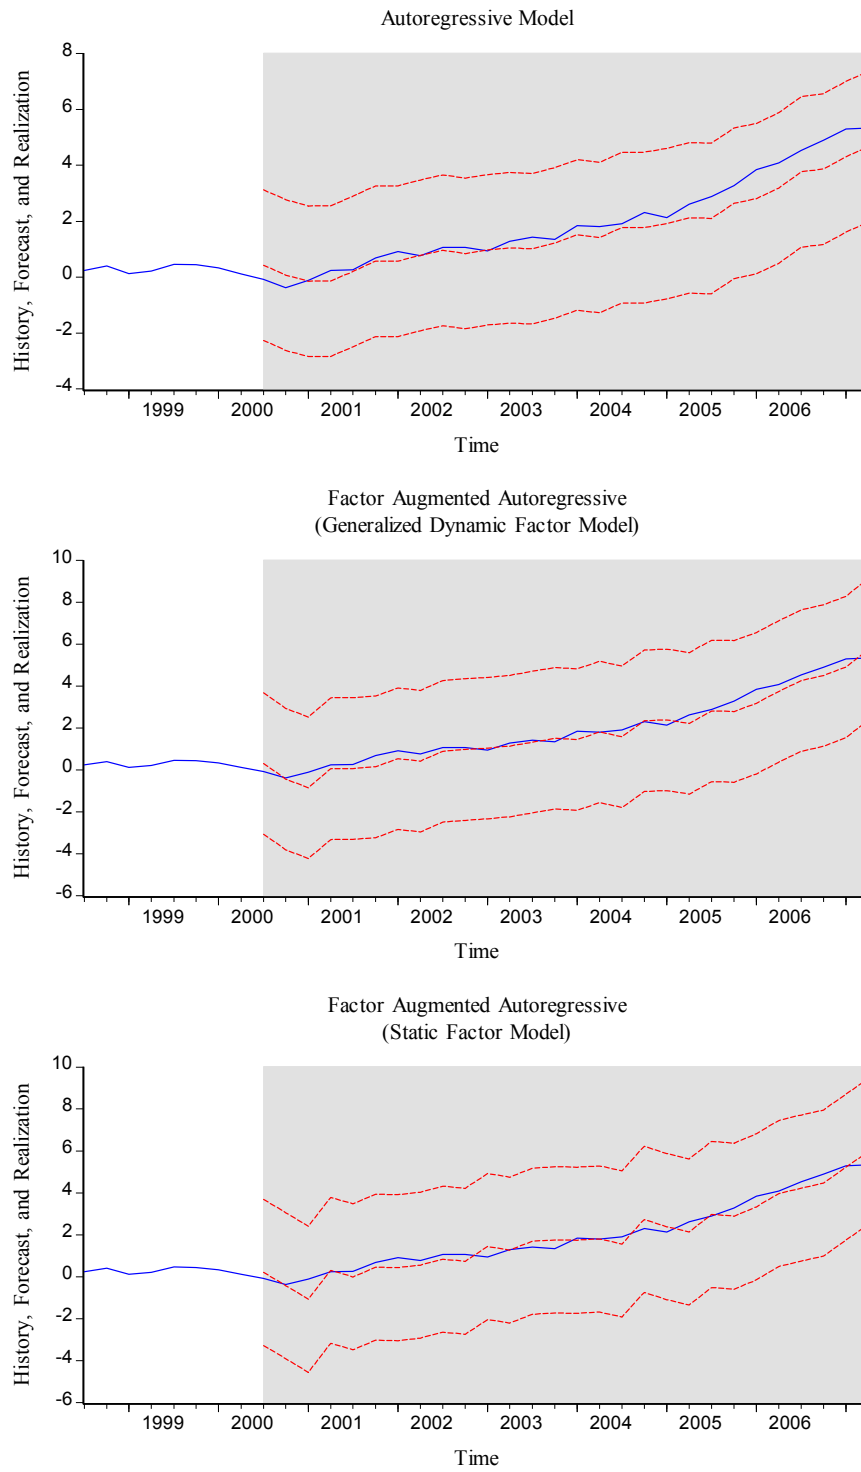 Autoregressive Model
8
6
4
2
0
-2
-4
History, Forecast, and Realization
1999 2000 2001 2002 2003 2004 2005 2006
Time
Factor Augmented Autoregressive
(Generalized Dynamic Factor Model)
10
8
6
4
2
0
-2
-4
-6
History, Forecast, and Realization
1999 2000 2001 2002 2003 2004 2005 2006
Time
Factor Augmented Autoregressive
(Static Factor Model)
10
8
6
4
2
0
-2
-4
-6
History, Forecast, and Realization
1999 2000 2001 2002 2003 2004 2005 2006
Time